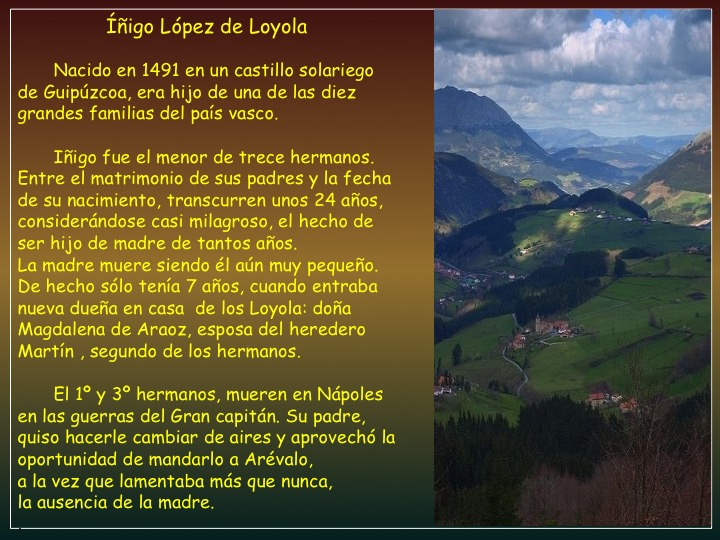 Íñigo López de Loyola
Nacido en 1491 en un castillo solariego
de Guipúzcoa, era hijo de una de las diez
grandes familias del país vasco.
Iñigo fue el menor de trece hermanos.
Entre el matrimonio de sus padres y la fecha
de su nacimiento, transcurren unos 24 años,
considerándose casi milagroso, el hecho de
ser hijo de madre de tantos años.
La madre muere siendo él aún muy pequeño.
De hecho sólo tenía 7 años, cuando entraba
nueva dueña en casa  de los Loyola: doña
Magdalena de Araoz, esposa del heredero
Martín , segundo de los hermanos.
El 1º y 3º hermanos, mueren en Nápoles
en las guerras del Gran capitán. Su padre,
quiso hacerle cambiar de aires y aprovechó la
oportunidad de mandarlo a Arévalo,
a la vez que lamentaba más que nunca,
la ausencia de la madre.
.